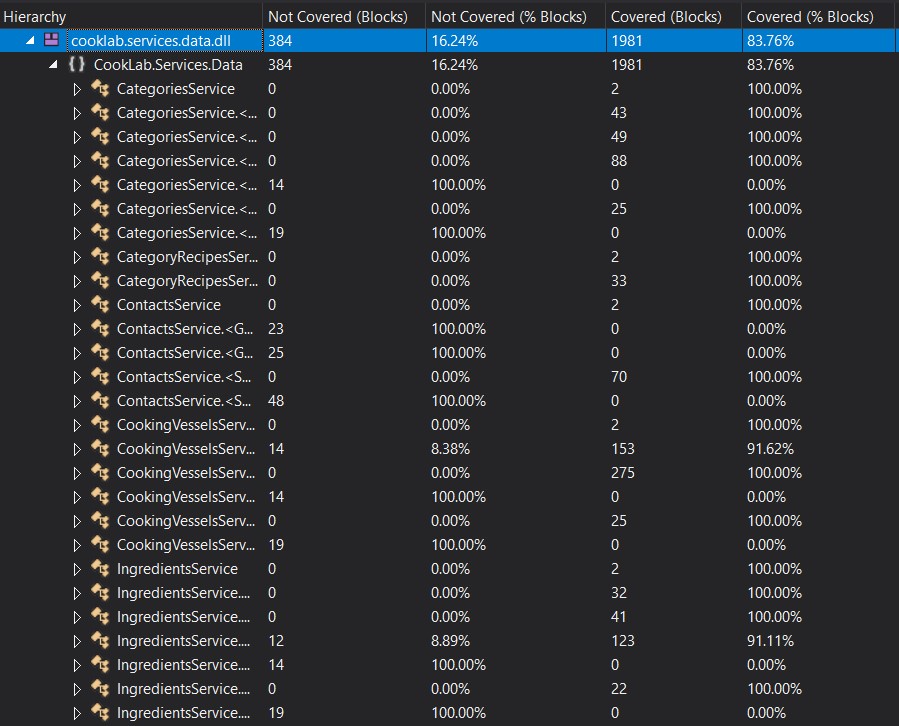 Hierarchy Not Covered (Blocks) Not Covered (% Blocks) Covered (Blocks) Covered (% Blocks)
cooklab.services.data.dll 384 16.24% 1981 83.76%
{} CookLab.Services.Data 384 16.24% 1981 83.76%
CategoriesService 0 0.00% 2 100.00%
CategoriesService.<... 0 0.00% 43 100.00%
CategoriesService.<... 0 0.00% 49 100.00%
CategoriesService.<... 0 0.00% 88 100.00%
CategoriesService.<... 14 100.00% 0 0.00%
CategoriesService.<... 0 0.00% 25 100.00%
CategoriesService.<... 19 100.00% 0 0.00%
CategoryRecipesSer... 0 0.00% 2 100.00%
CategoryRecipesSer... 0 0.00% 33 100.00%
ContactsService 0 0.00% 2 100.00%
ContactsService.<G... 23 100.00% 0 0.00%
ContactsService.<G... 25 100.00% 0 0.00%
ContactsService.<S... 0 0.00% 70 100.00%
ContactsService.<S... 48 100.00% 0 0.00%
CookingVesselsServ... 0 0.00% 2 100.00%
CookingVesselsServ... 14 8.38% 153 91.62%
CookingVesselsServ... 0 0.00% 275 100.00%
CookingVesselsServ... 14 100.00% 0 0.00%
CookingVesselsServ... 0 0.00% 25 100.00%
CookingVesselsServ... 19 100.00% 0 0.00%
IngredientsService 0 0.00% 2 100.00%
IngredientsService.... 0 0.00% 32 100.00%
IngredientsService.... 0 0.00% 41 100.00%
IngredientsService.... 12 8.89% 123 91.11%
IngredientsService.... 14 100.00% 0 0.00%
IngredientsService.... 0 0.00% 22 100.00%
IngredientsService.... 19 100.00% 0 0.00%